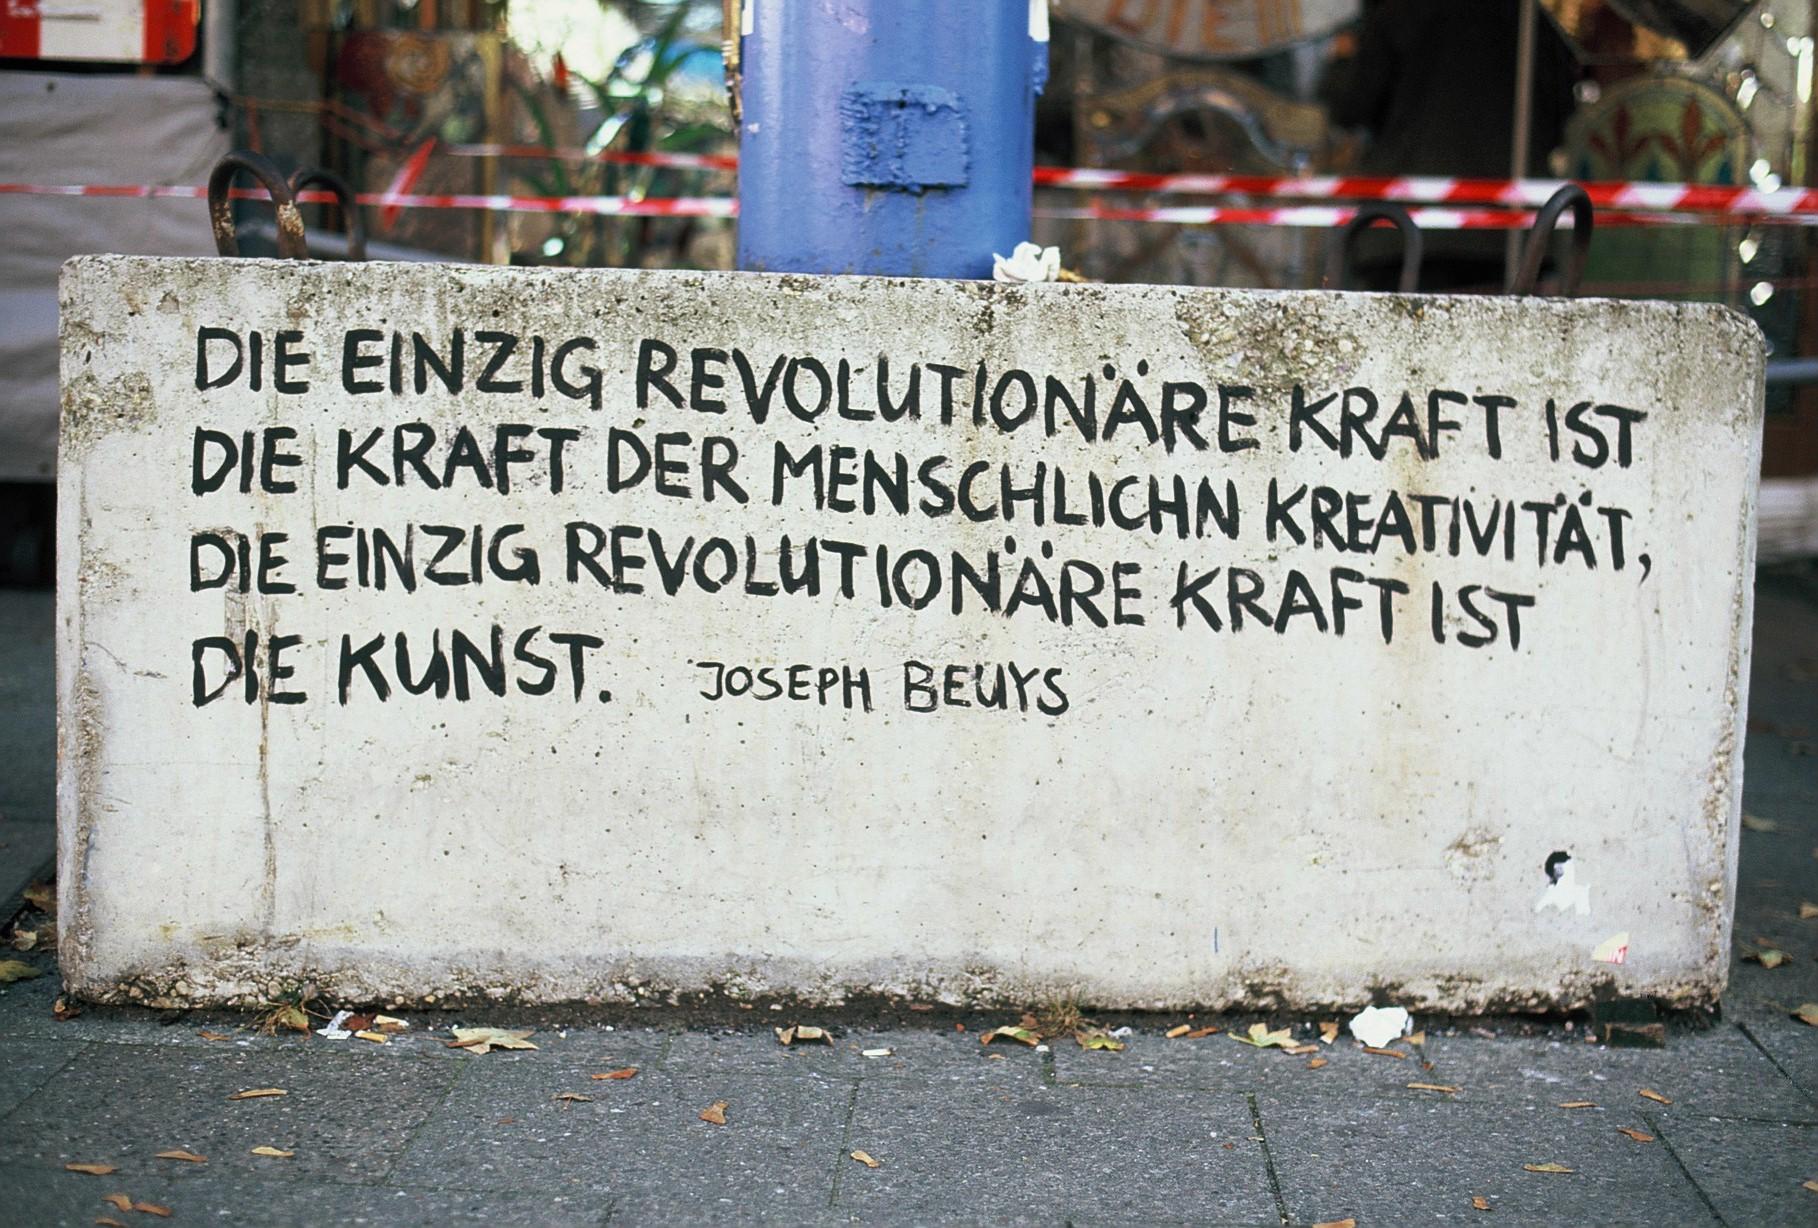 DIE EINZIG REVOLUTIONÄRE KRAFT IST
DIE KRAFT DER MENSCHLICHN KREATIVITÄT,
DIE EINZIG REVOLUTIONÄRE KRAFT IST
DIE KUNST. JOSEPH BEUYS